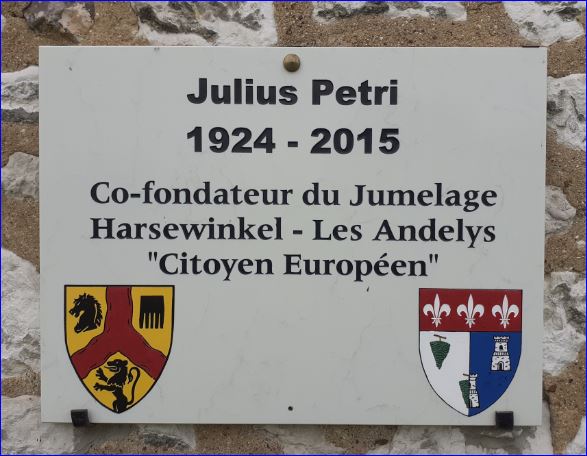 Julius Petri
1924 - 2015
Co-fondateur du Jumelage
Harsewinkel - Les Andelys
"Citoyen Européen"